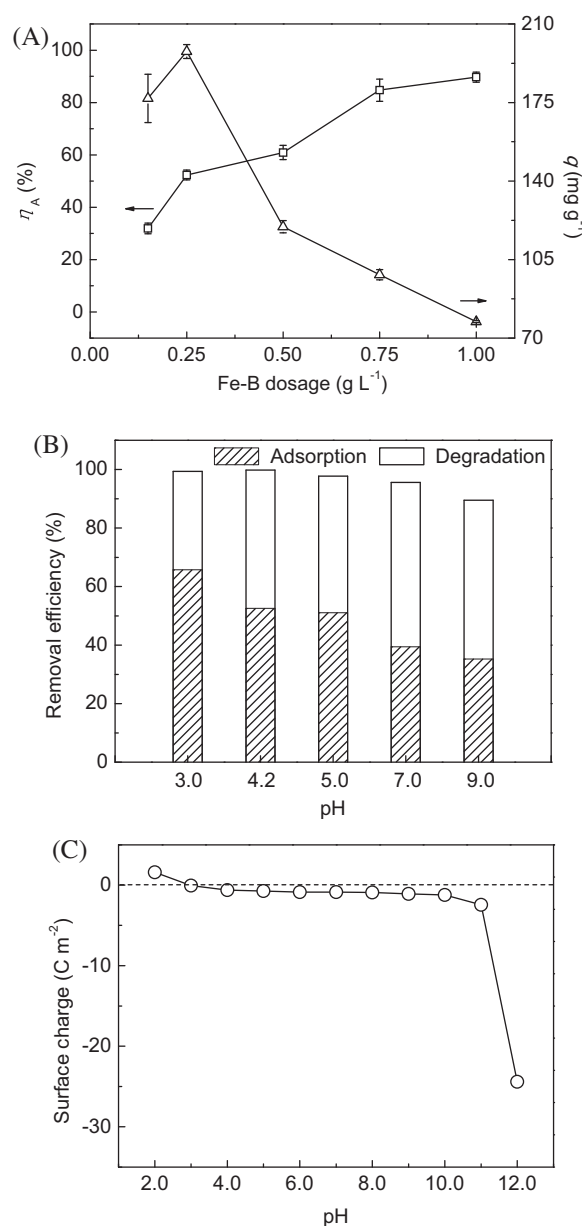 (A)
100
80
60
40
20
0
η A (%)
210
175
140
105
70
q (mg g-1)
0.00 0.25 0.50 0.75 1.00
Fe-B dosage (g L-1)
(B)
Adsorption Degradation
100
80
60
40
20
0
Removal efficiency (%)
3.0 4.2 5.0 7.0 9.0
pH
(C)
0
-10
-20
-30
Surface charge (C m-2)
2.0 4.0 6.0 8.0 10.0 12.0
pH